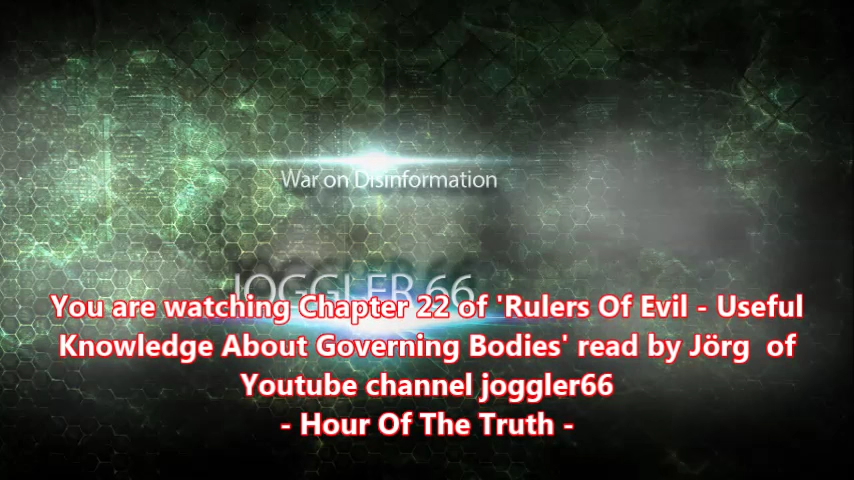 War on Disinformation
JOGGLER 66
You are watching Chapter 22 of 'Rulers Of Evil - Useful
Knowledge About Governing Bodies' read by Jörg of
Youtube channel joggler66
- Hour Of The Truth -